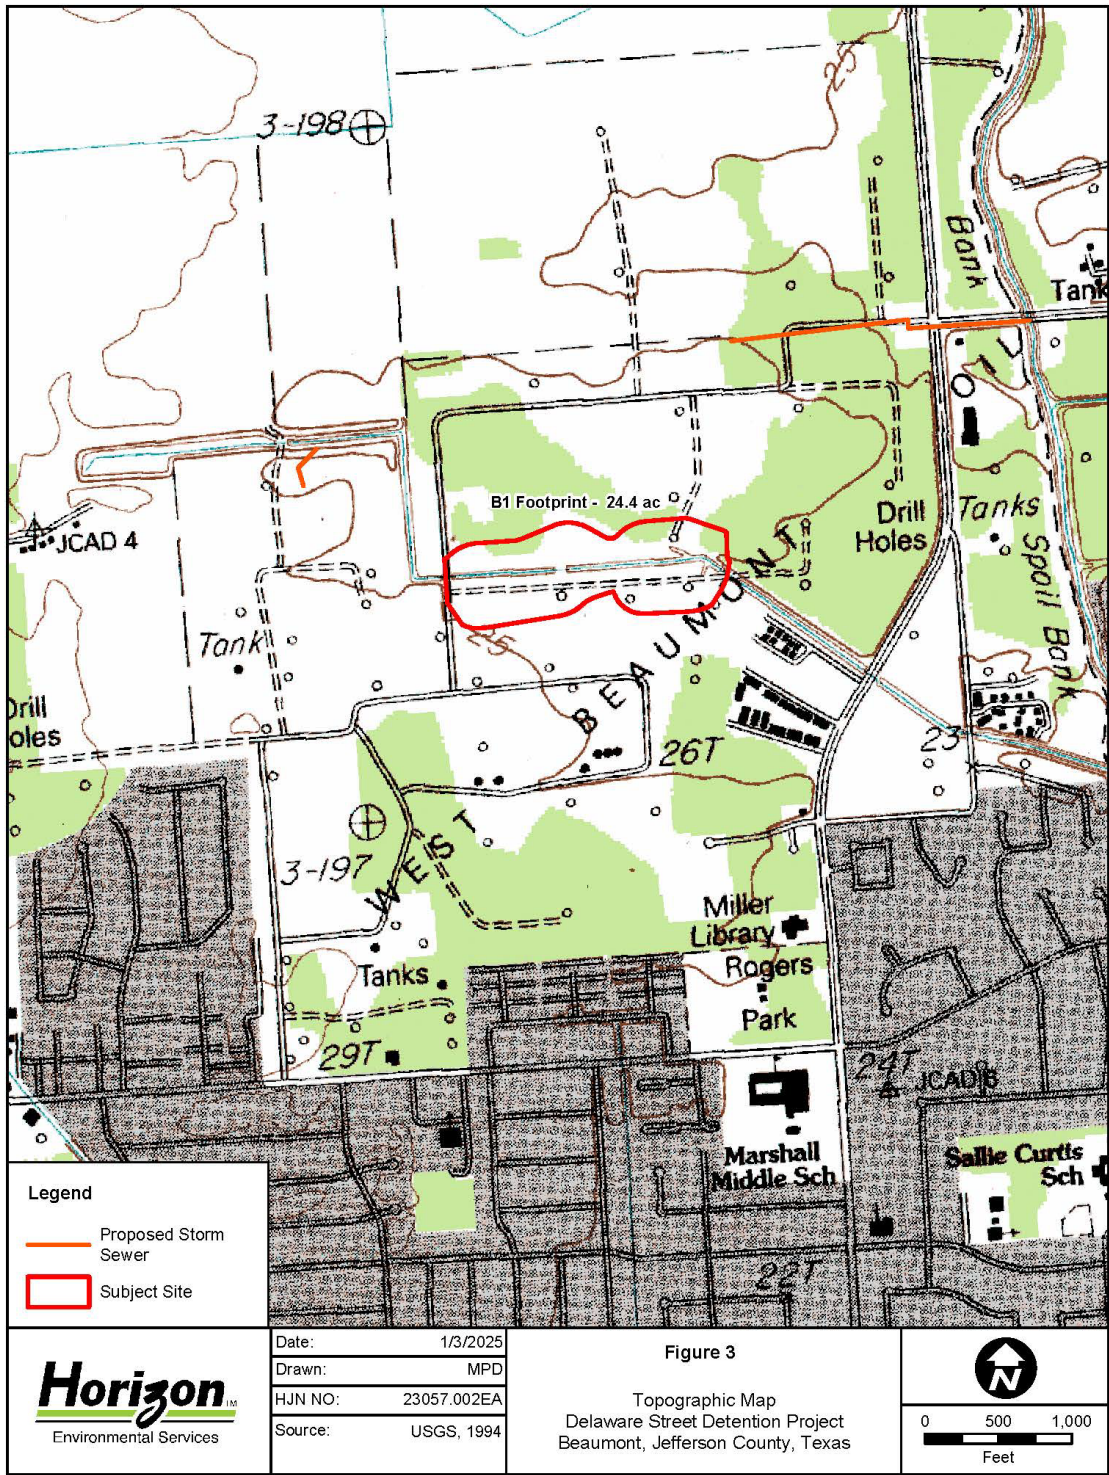 25
3-198
Bank
Tank
OIL
B1 Footprint - 24.4 ac
Drill
Holes
Tanks
JCAD 4
Spoil Bank
Tank
25
WEST BEAUMONT
Drill
Holes
26T
23
3-197
Miller
Library
Rogers
Park
Tanks
29T
24T
JCAD 6
Marshall
Middle Sch
Sallie Curtis
Sch
22T
Legend
Proposed Storm
Sewer
Subject Site
Horizon TM
Environmental Services
Date: 1/3/2025
Drawn: MPD
HJN NO: 23057.002EA
Source: USGS, 1994
Figure 3
Topographic Map
Delaware Street Detention Project
Beaumont, Jefferson County, Texas
N
0 500 1,000
Feet